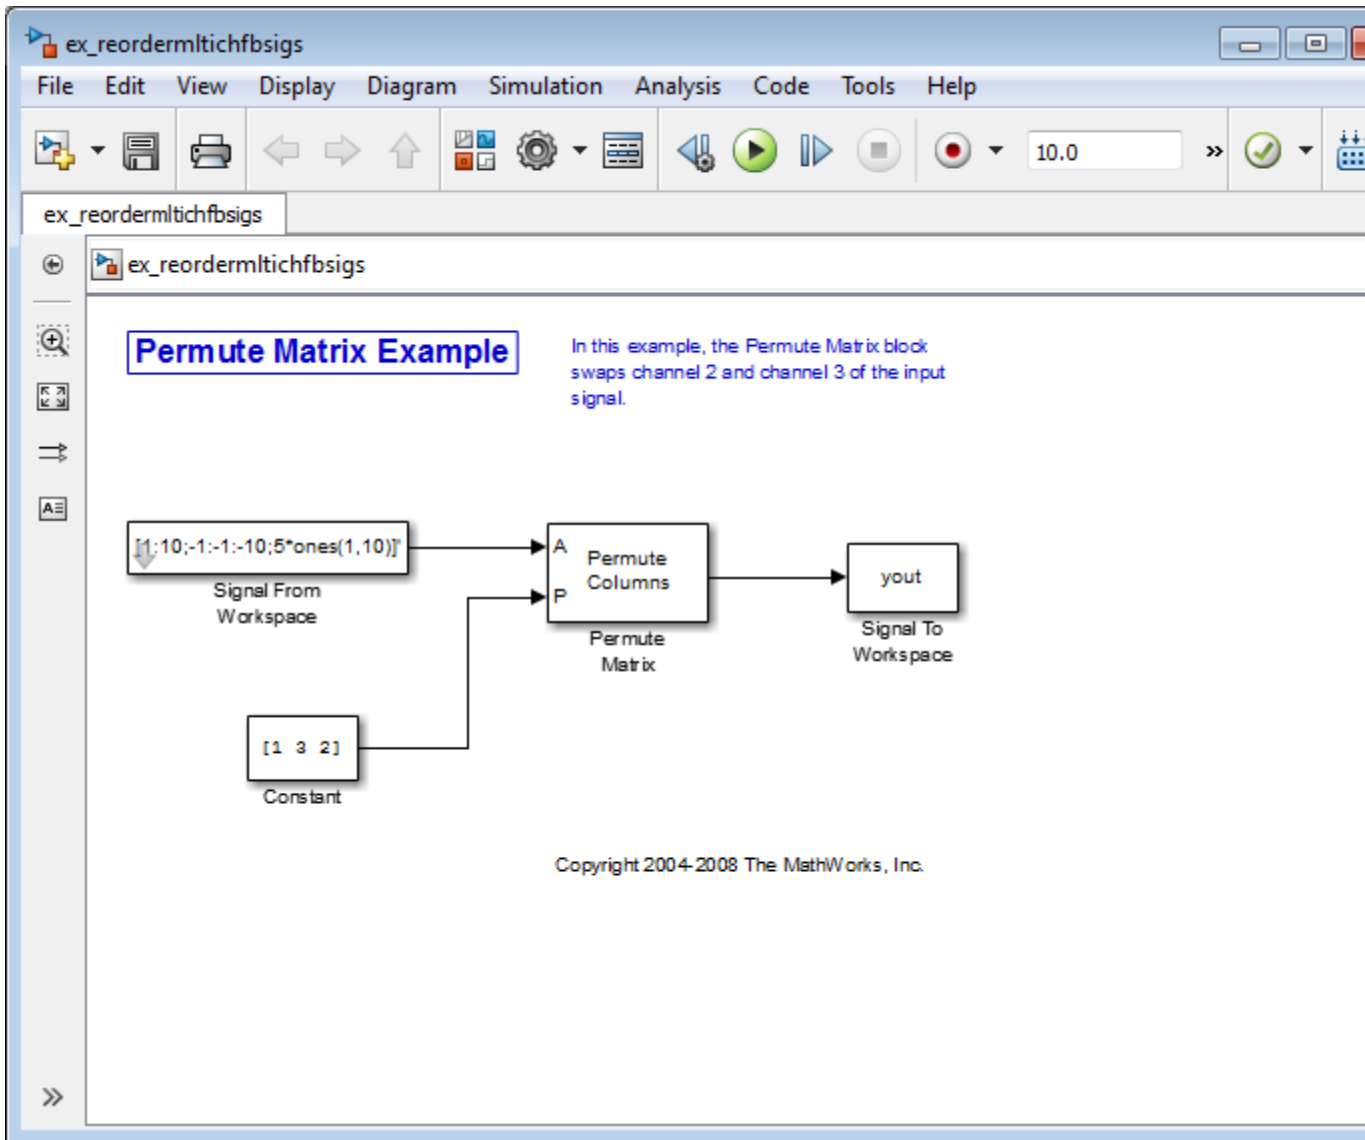 ex_reordermltichfbsigs
File Edit View Display Diagram Simulation Analysis Code Tools Help
10.0
ex_reordermltichfbsigs
ex_reordermltichfbsigs
Permute Matrix Example
In this example, the Permute Matrix block
swaps channel 2 and channel 3 of the input
signal.
[1:10;-1:-1:-10;5*ones(1,10)]'
Signal From
Workspace
A
P
Permute
Columns
Permute
Matrix
yout
Signal To
Workspace
[1 3 2]
Constant
Copyright 2004-2008 The MathWorks, Inc.